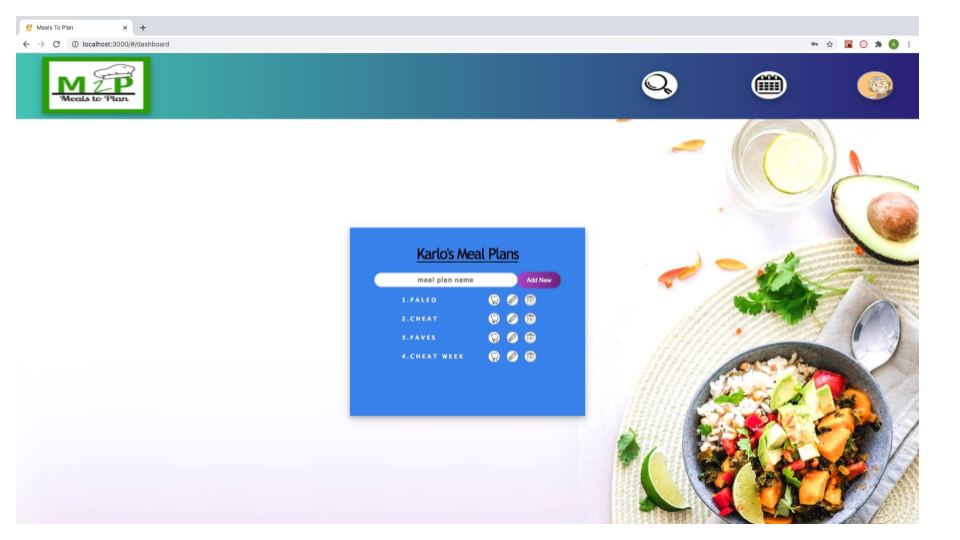 Meals To Plan
localhost:3000/#/dashboard
M2P
Meals to Plan
Karlo's Meal Plans
meal plan name Add New
1.PALEO
2.CHEAT
3.FAVES
4.CHEAT WEEK